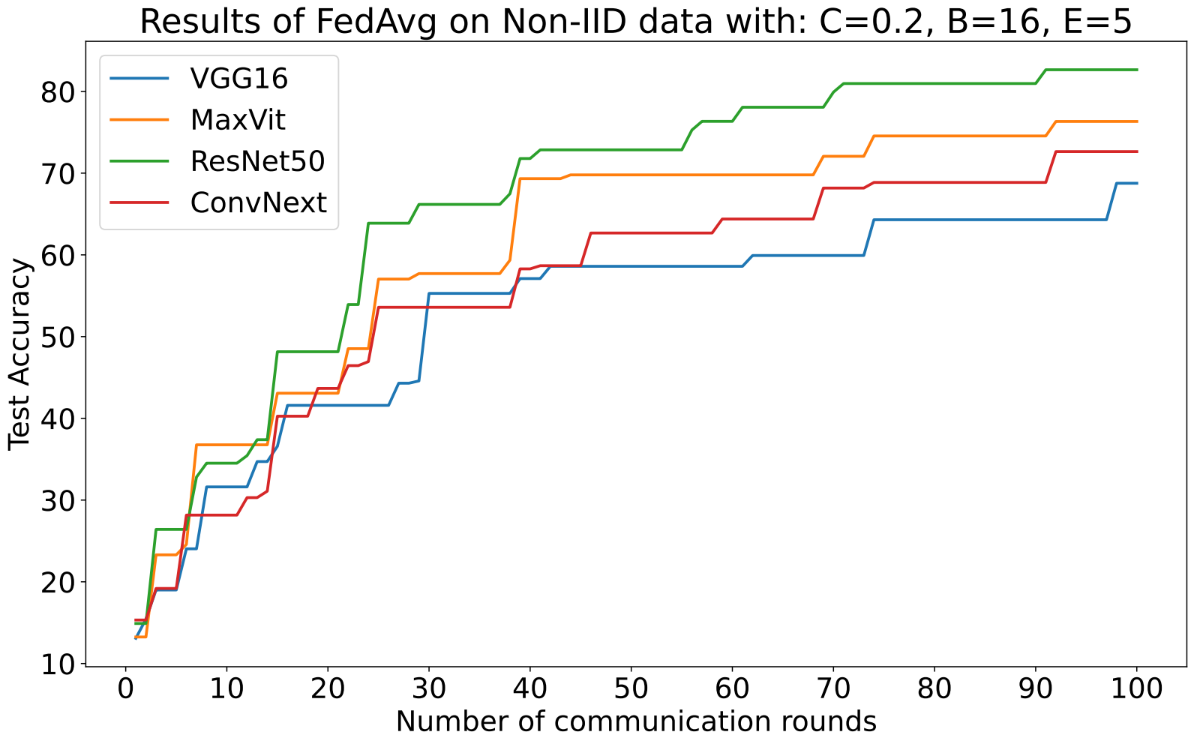 Results of FedAvg on Non-IID data with: C=0.2, B=16, E=5
VGG16
MaxVit
ResNet50
ConvNext
Test Accuracy
80
70
60
50
40
30
20
10
0 10 20 30 40 50 60 70 80 90 100
Number of communication rounds